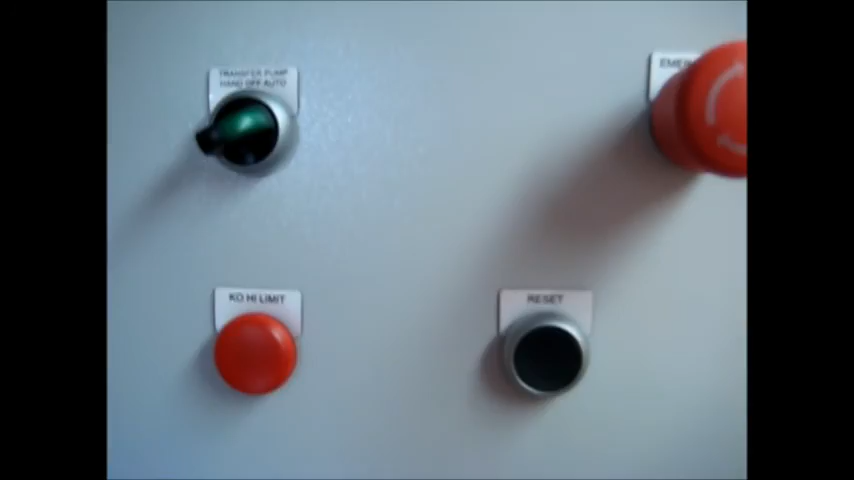 TRANSFER PUMP
HAND OFF AUTO
EMER
KO HI LIMIT
RESET